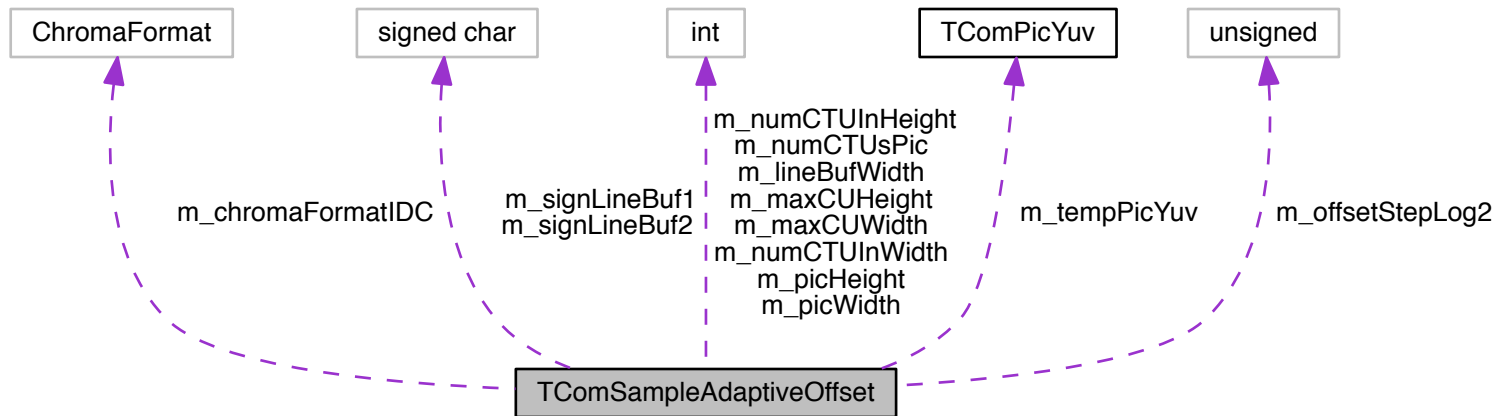 ChromaFormat
signed char
int
TComPicYuv
unsigned
m_chromaFormatIDC
m_signLineBuf1
m_signLineBuf2
m_numCTUInHeight
m_numCTUsPic
m_lineBufWidth
m_maxCUHeight
m_maxCUWidth
m_numCTUInWidth
m_picHeight
m_picWidth
m_tempPicYuv
m_offsetStepLog2
TComSampleAdaptiveOffset